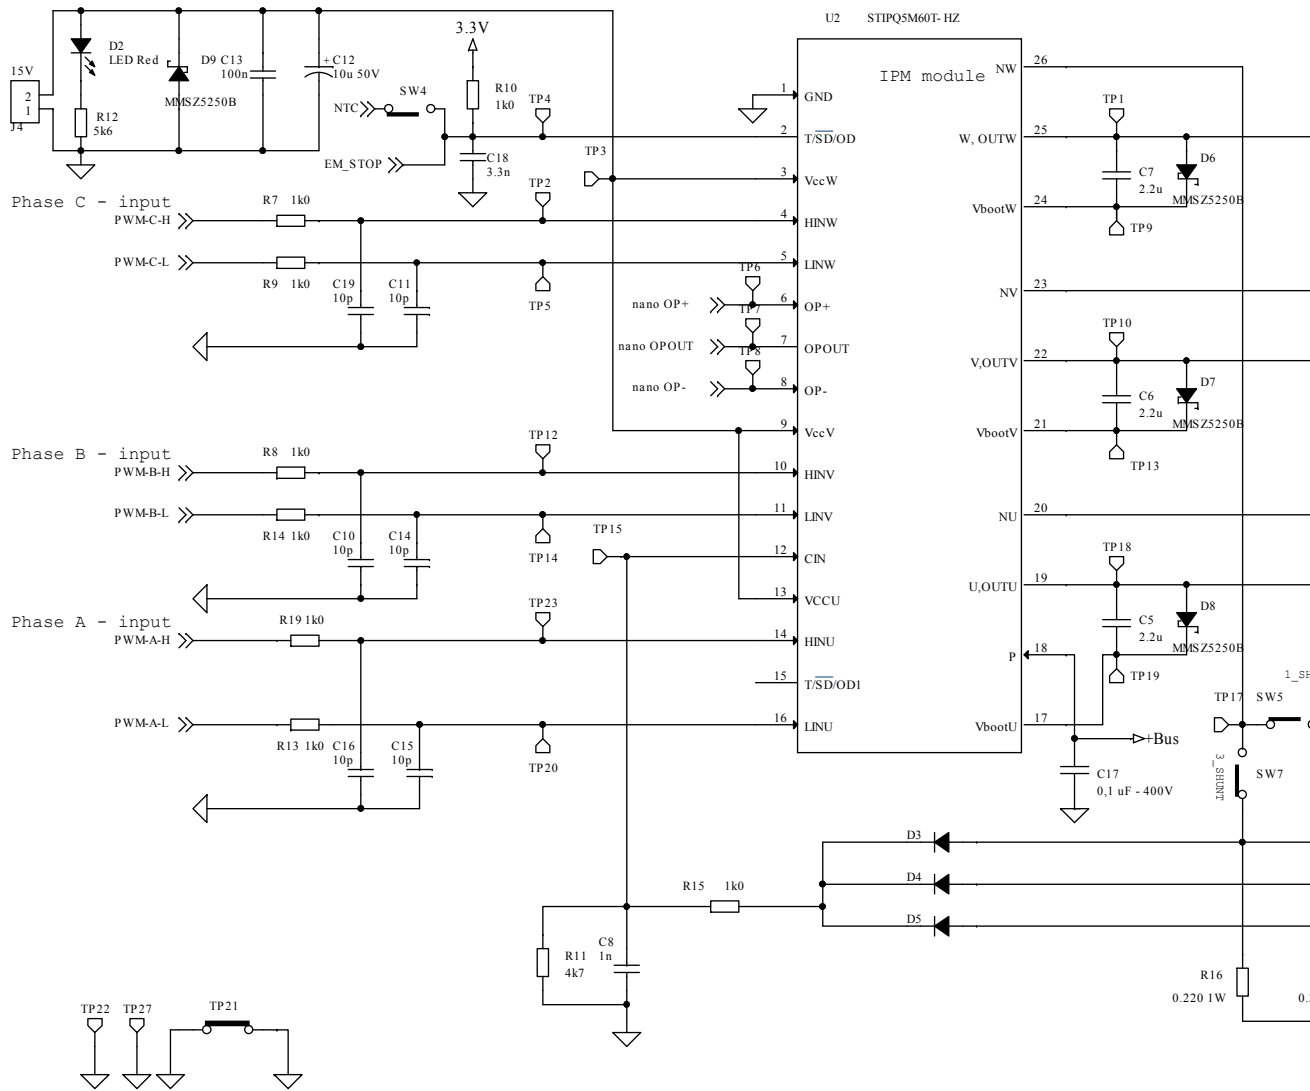 U2 STIPQ5M60T-HZ
IPM module
15V
2
1
J4
D2
LED Red
R12
5k6
D9
MMSZ5250B
C13
100n
+
C12
10u 50V
3.3V
R10
1k0
NTC
SW4
TP4
EM_STOP
C18
3.3n
TP3
Phase C - input
PWM-C-H
R7 1k0
TP2
PWM-C-L
R9 1k0
C19
10p
C11
10p
TP5
TP6
nano OP+
TP7
nano OPOUT
TP8
nano OP-
Phase B - input
PWM-B-H
R8 1k0
TP12
PWM-B-L
R14 1k0
C10
10p
C14
10p
TP14
TP15
Phase A - input
PWM-A-H
R19 1k0
TP23
PWM-A-L
R13 1k0
C16
10p
C15
10p
TP20
1 GND
2 T/SD/OD
3 VccW
4 HINW
5 LINW
6 OP+
7 OPOUT
8 OP-
9 VccV
10 HINV
11 LINV
12 CIN
13 VCCU
14 HINU
15 T/SD/OD1
16 LINU
NW 26
W, OUTW 25
VbootW 24
NV 23
V,OUTV 22
VbootV 21
NU 20
U,OUTU 19
P 18
VbootU 17
TP1
C7
2.2u
D6
MMSZ5250B
TP9
TP10
C6
2.2u
D7
MMSZ5250B
TP13
TP18
C5
2.2u
D8
MMSZ5250B
TP19
+Bus
C17
0,1 uF - 400V
1_SH
TP17
SW5
3_SHUNT
SW7
D3
D4
D5
R15 1k0
R11
4k7
C8
1n
R16
0.220 1W
0.
TP22
TP27
TP21